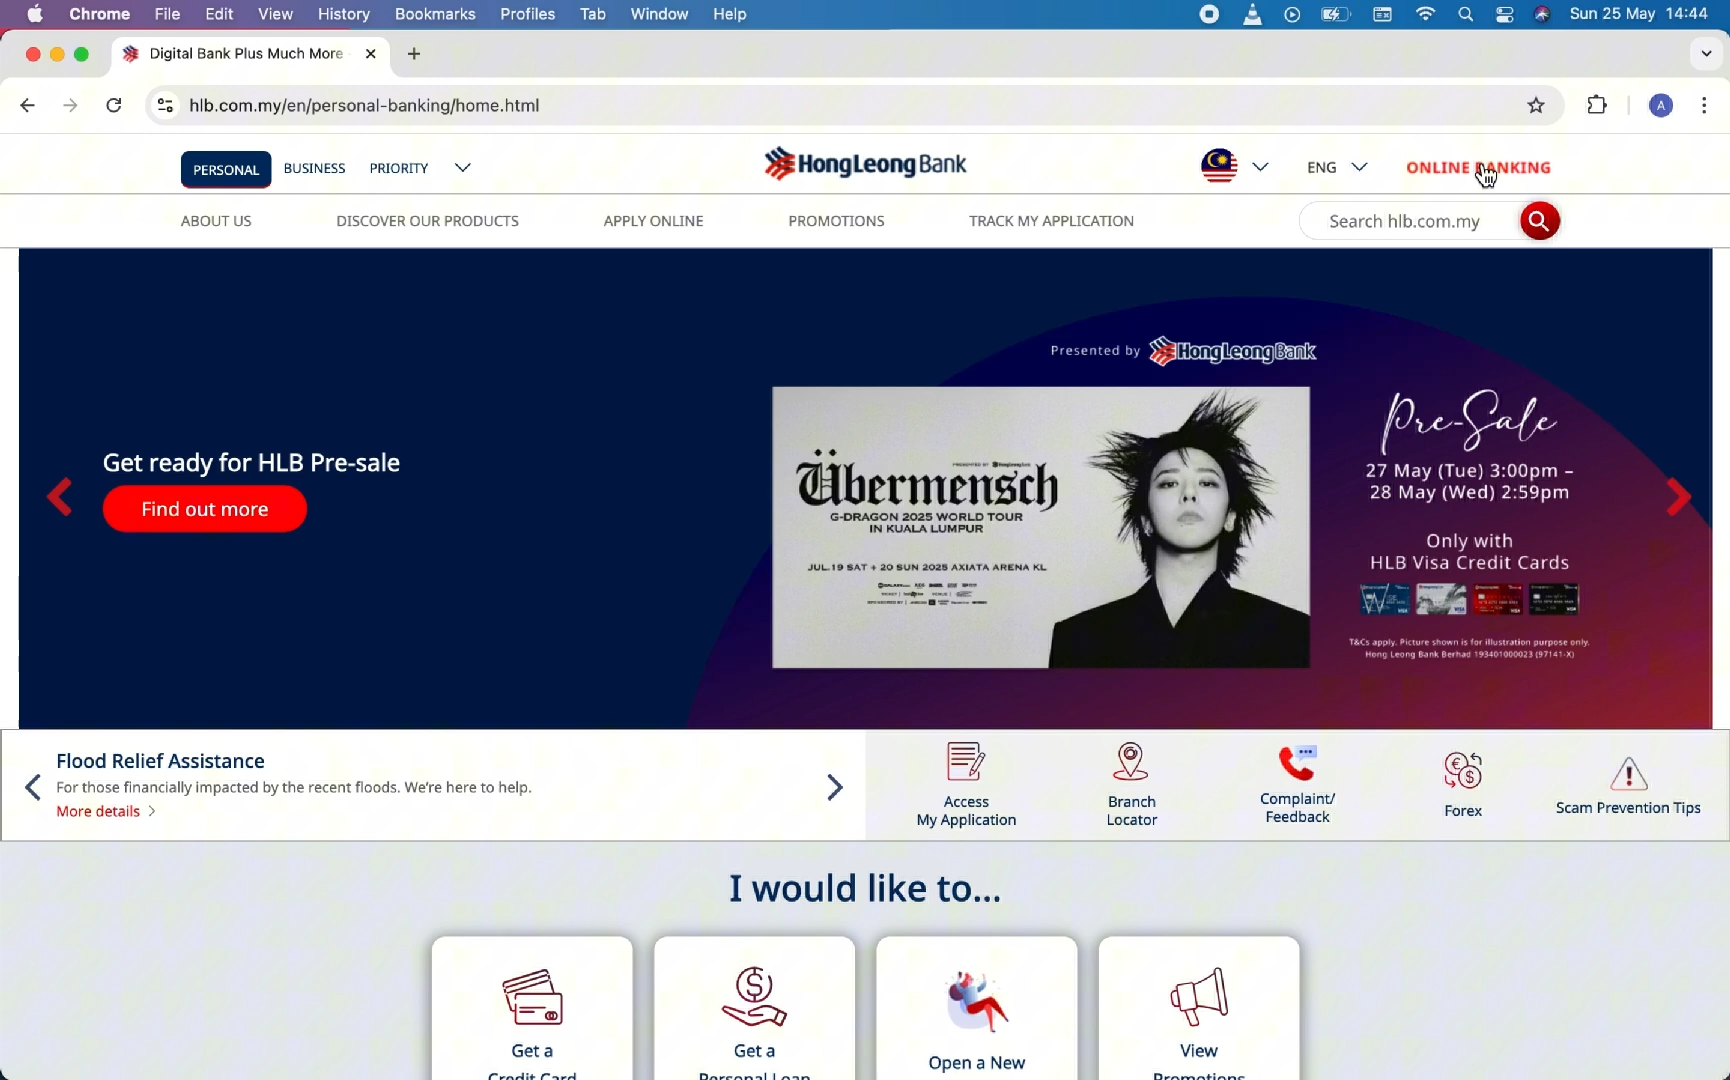 Chrome File Edit View History Bookmarks Profiles Tab Window Help Sun 25 May 14:44
Digital Bank Plus Much More
hlb.com.my/en/personal-banking/home.html A
PERSONAL BUSINESS PRIORITY HongLeong Bank ENG ONLINE BANKING
ABOUT US DISCOVER OUR PRODUCTS APPLY ONLINE PROMOTIONS TRACK MY APPLICATION Search hlb.com.my
Presented by HongLeong Bank
Get ready for HLB Pre-sale
Find out more
Übermensch
G-DRAGON 2025 WORLD TOUR
IN KUALA LUMPUR
JUL.19 SAT + 20 SUN 2025 AXIATA ARENA KL
Pre-Sale
27 May (Tue) 3:00pm –
28 May (Wed) 2:59pm
Only with
HLB Visa Credit Cards
T&Cs apply. Picture shown is for illustration purpose only.
Hong Leong Bank Berhad 193401000023 (97141-X)
Flood Relief Assistance
For those financially impacted by the recent floods. We're here to help.
More details >
Access
My Application
Branch
Locator
Complaint/
Feedback
Forex
Scam Prevention Tips
I would like to...
Get a
Credit Card
Get a
Personal Loan
Open a New
View
Promotions